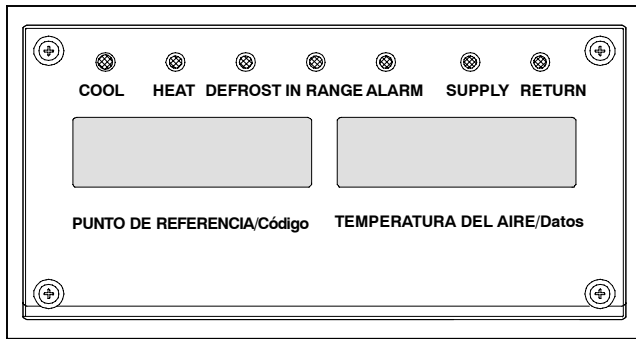 COOL HEAT DEFROST IN RANGE ALARM SUPPLY RETURN
PUNTO DE REFERENCIA/Código TEMPERATURA DEL AIRE/Datos